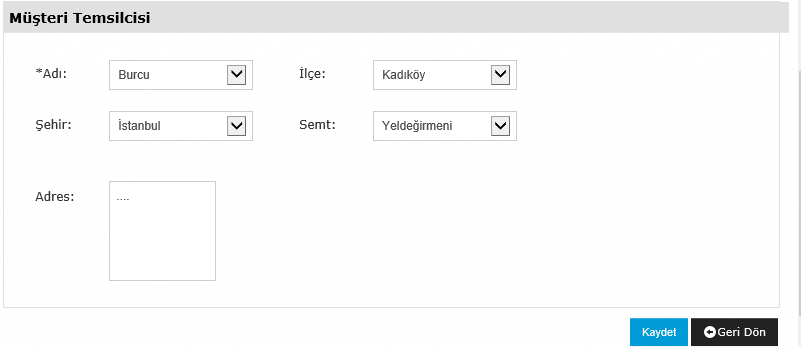 Müşteri Temsilcisi
*Adı: Burcu İlçe: Kadıköy
Şehir: İstanbul Semt: Yeldeğirmeni
Adres: ....
Kaydet Geri Dön